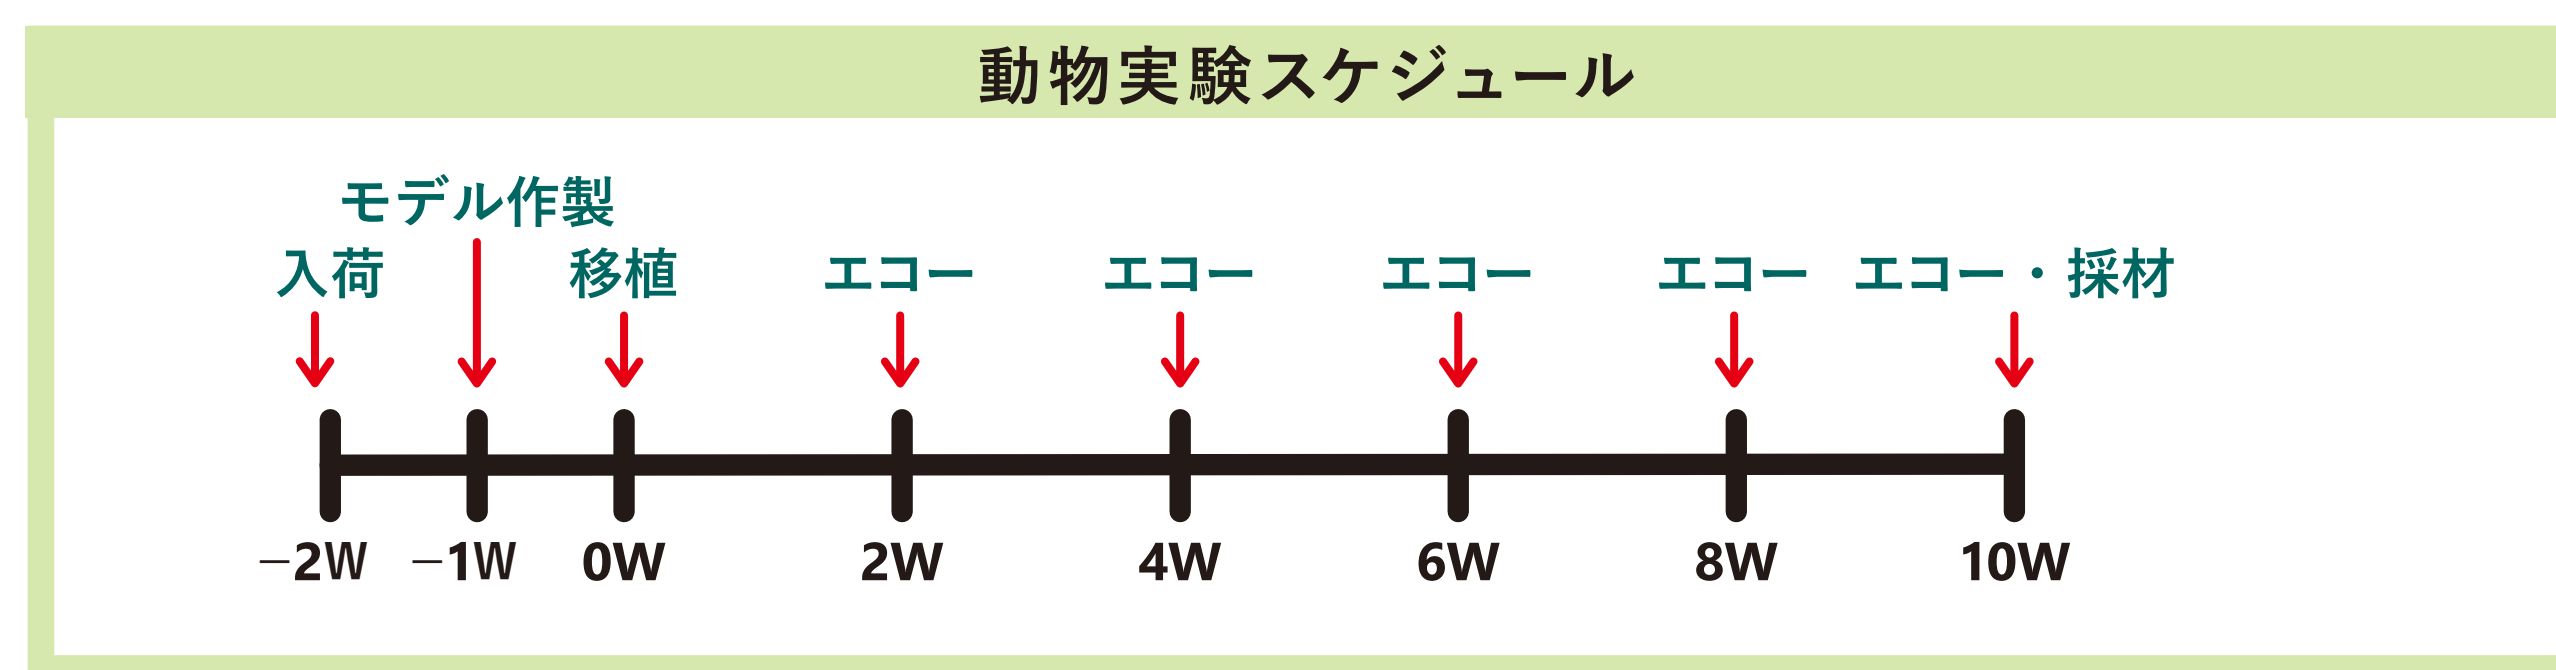 動物実験スケジュール
モデル作製
入荷 移植 エコー エコー エコー エコー エコー・採材
−2W −1W 0W 2W 4W 6W 8W 10W